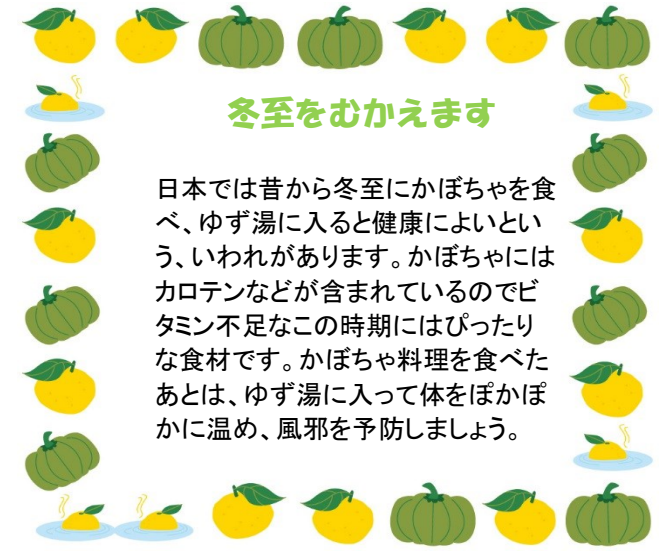 冬至をむかえます
日本では昔から冬至にかぼちゃを食
べ、ゆず湯に入ると健康によいとい
う、いわれがあります。かぼちゃには
カロテンなどが含まれているのでビ
タミン不足なこの時期にはぴったり
な食材です。かぼちゃ料理を食べた
あとは、ゆず湯に入って体をぽかぽ
かに温め、風邪を予防しましょう。